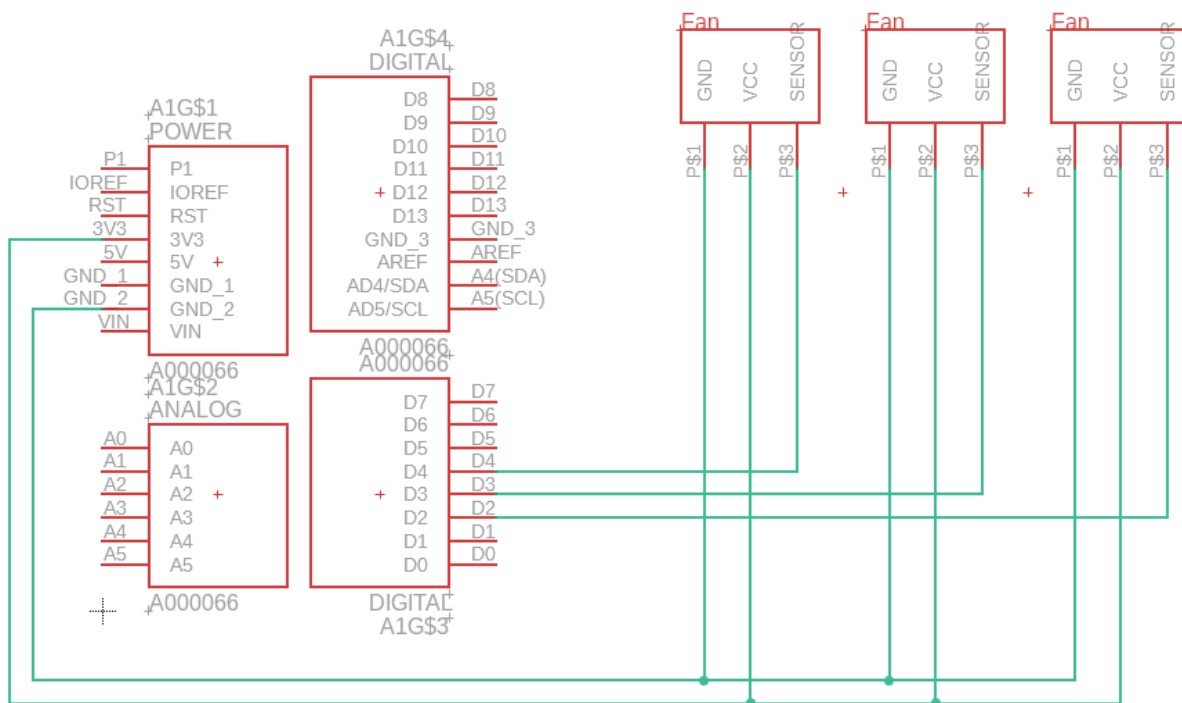 A1G$4
DIGITAL
D8 D8
D9 D9
D10 D10
D11 D11
D12 D12
D13 D13
GND_3 GND_3
AREF AREF
AD4/SDA A4(SDA)
AD5/SCL A5(SCL)
A000066
A1G$1
POWER
P1 P1
IOREF IOREF
RST RST
3V3 3V3
5V 5V
GND_1 GND_1
GND_2 GND_2
VIN VIN
A000066
A1G$2
ANALOG
A0 A0
A1 A1
A2 A2
A3 A3
A4 A4
A5 A5
A000066
A000066
D7 D7
D6 D6
D5 D5
D4 D4
D3 D3
D2 D2
D1 D1
D0 D0
DIGITAL
A1G$3
Fan
GND
VCC
SENSOR
P$1
P$2
P$3
Fan
GND
VCC
SENSOR
P$1
P$2
P$3
Fan
GND
VCC
SENSOR
P$1
P$2
P$3